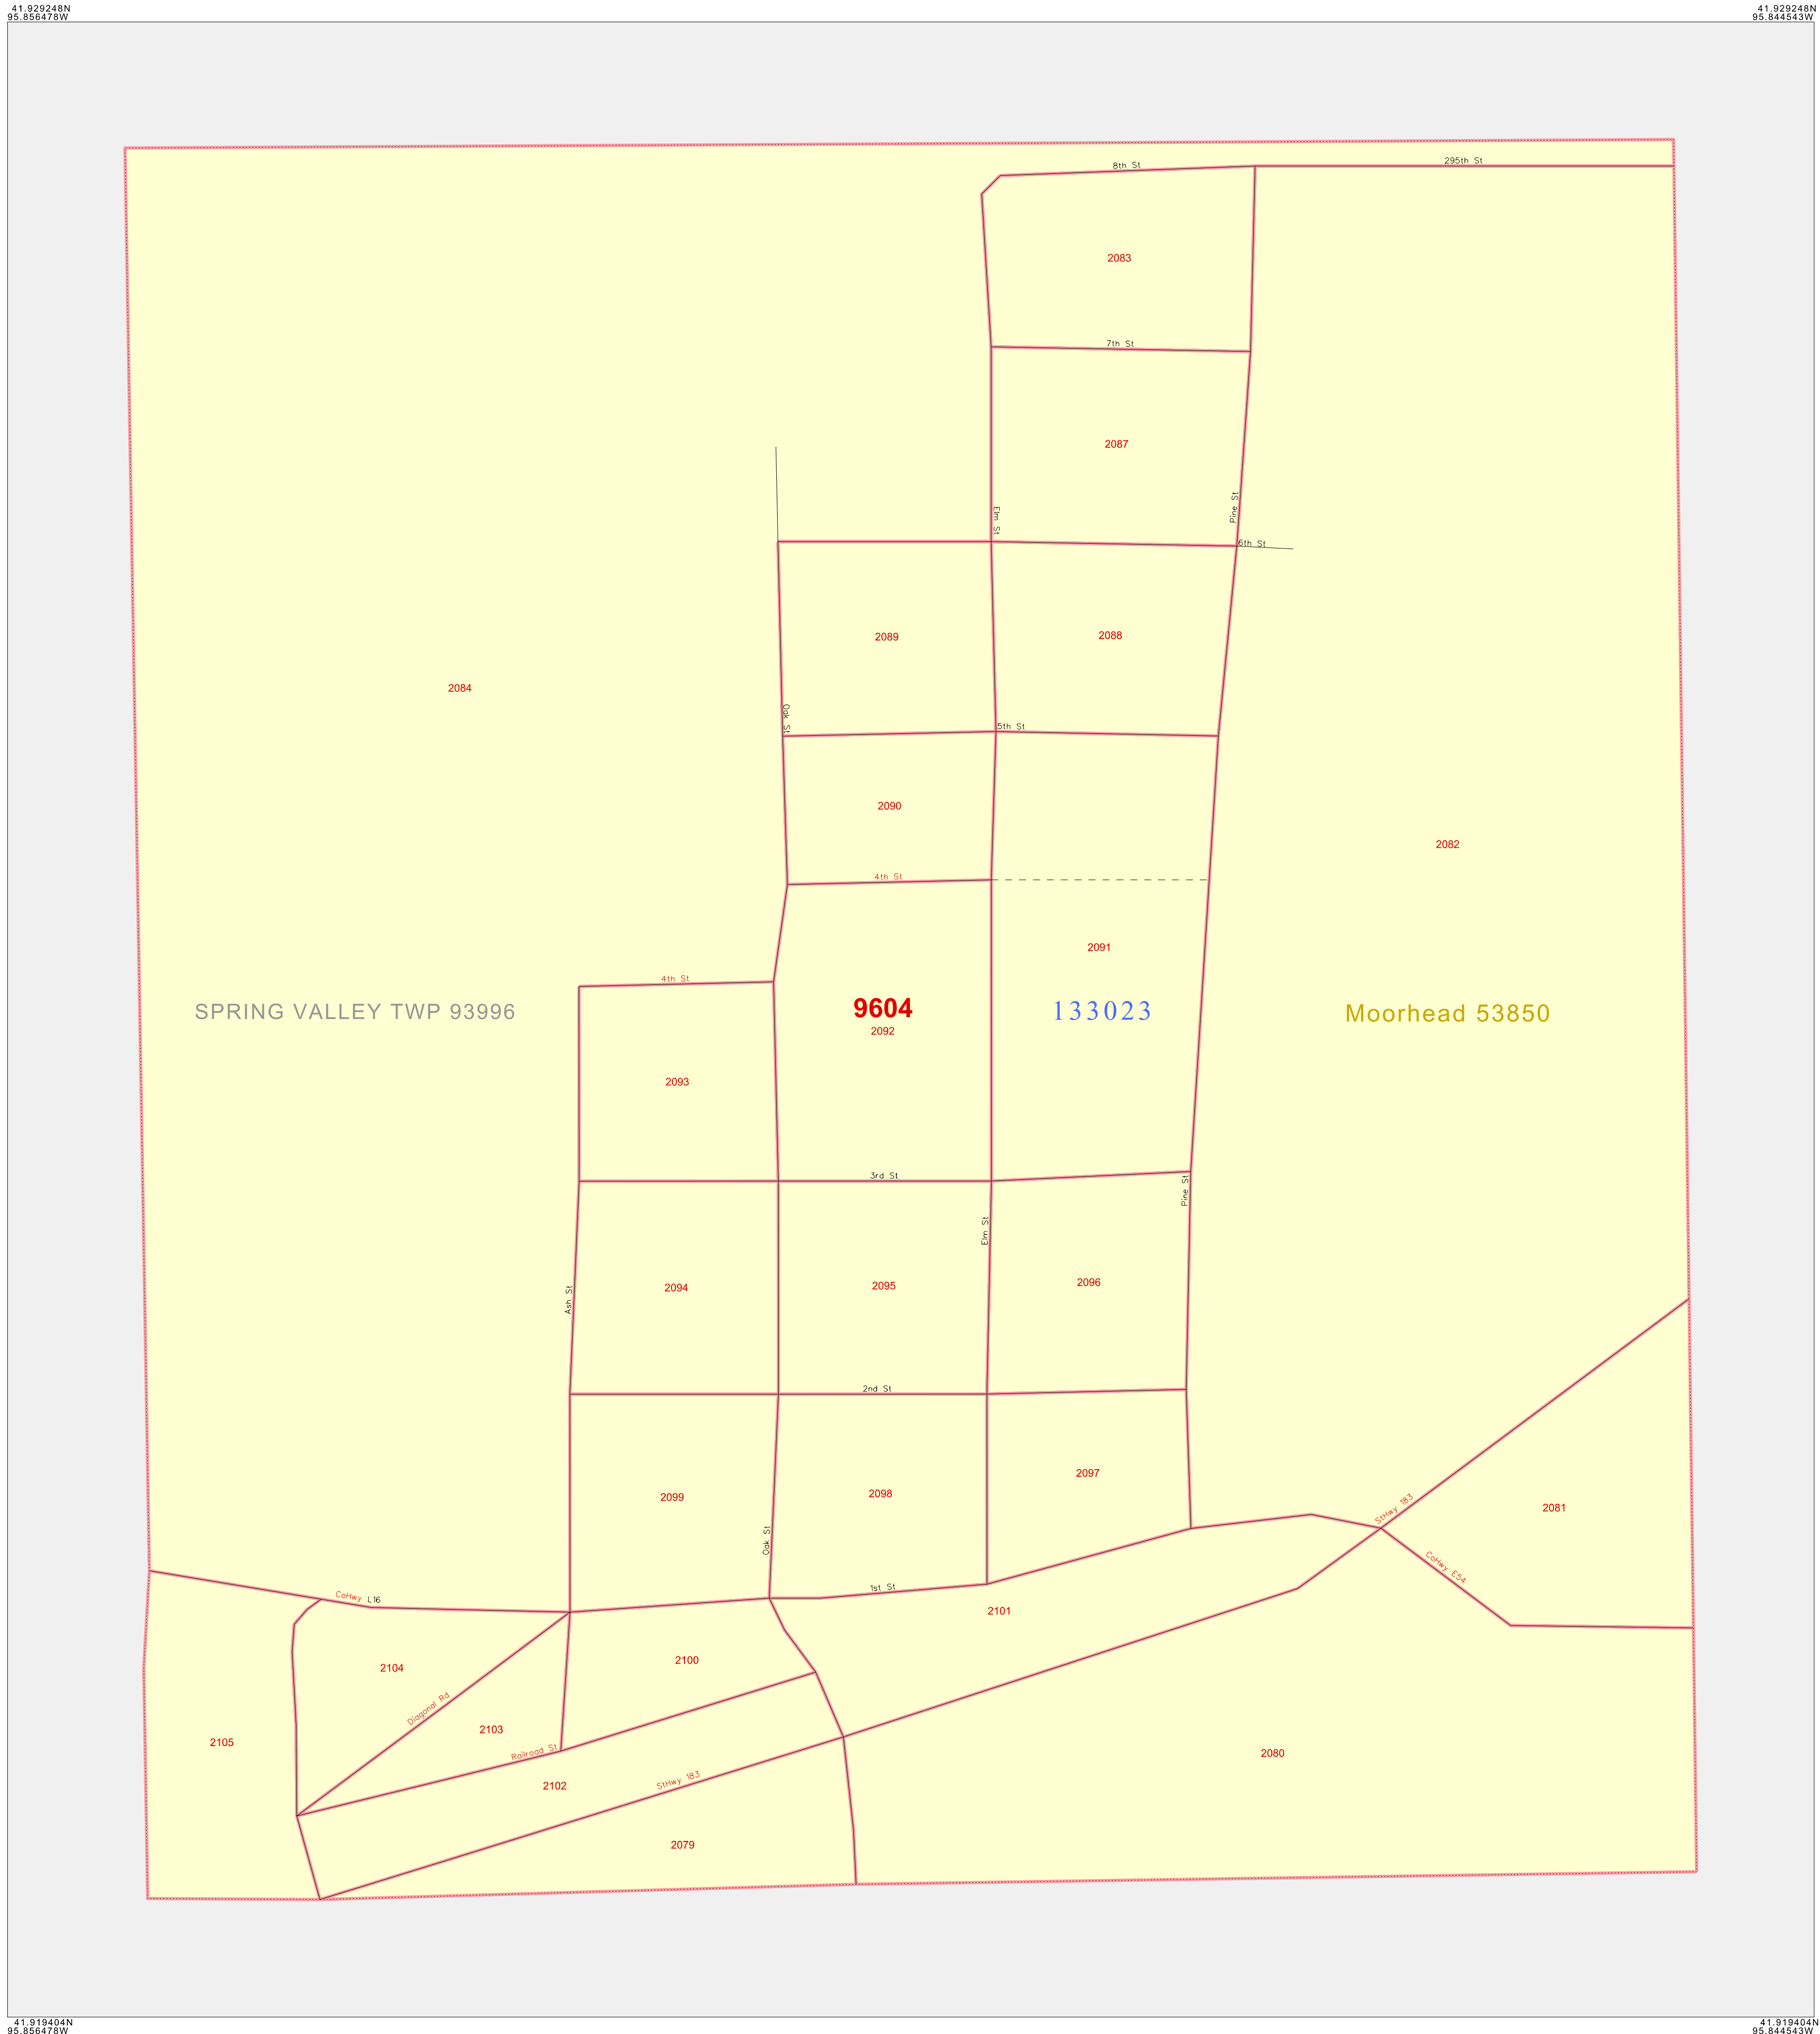 41.929248N
95.856478W
41.929248N
95.844543W
8th St
295th St
2083
7th St
2087
Elm St
Pine St
6th St
2089
2088
2084
Oak St
5th St
2090
2082
4th St
2091
4th St
9604
133023
SPRING VALLEY TWP 93996
Moorhead 53850
2092
2093
3rd St
Pine St
Elm St
2094
2095
2096
Ash St
2nd St
2097
2099
2098
2081
StHwy 183
Oak St
CoHwy E54
1st St
CoHwy L16
2101
2104
2100
Diagonal Rd
2103
2105
Railroad St
2080
2102
StHwy 183
2079
41.919404N
95.856478W
41.919404N
95.844543W